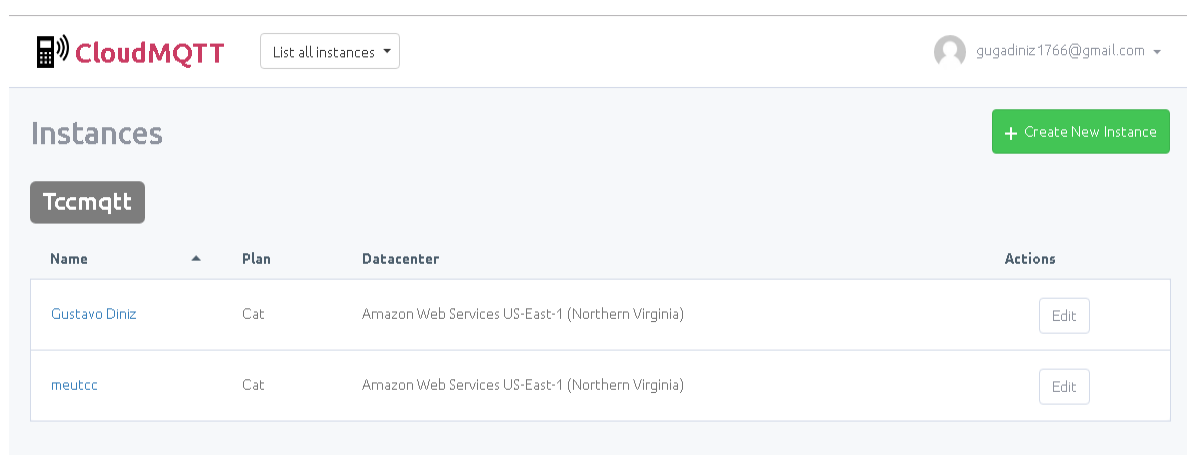 CloudMQTT List all instances gugadiniz1766@gmail.com
Instances + Create New Instance
Tccmqtt
Name Plan Datacenter Actions
Gustavo Diniz Cat Amazon Web Services US-East-1 (Northern Virginia) Edit
meutcc Cat Amazon Web Services US-East-1 (Northern Virginia) Edit